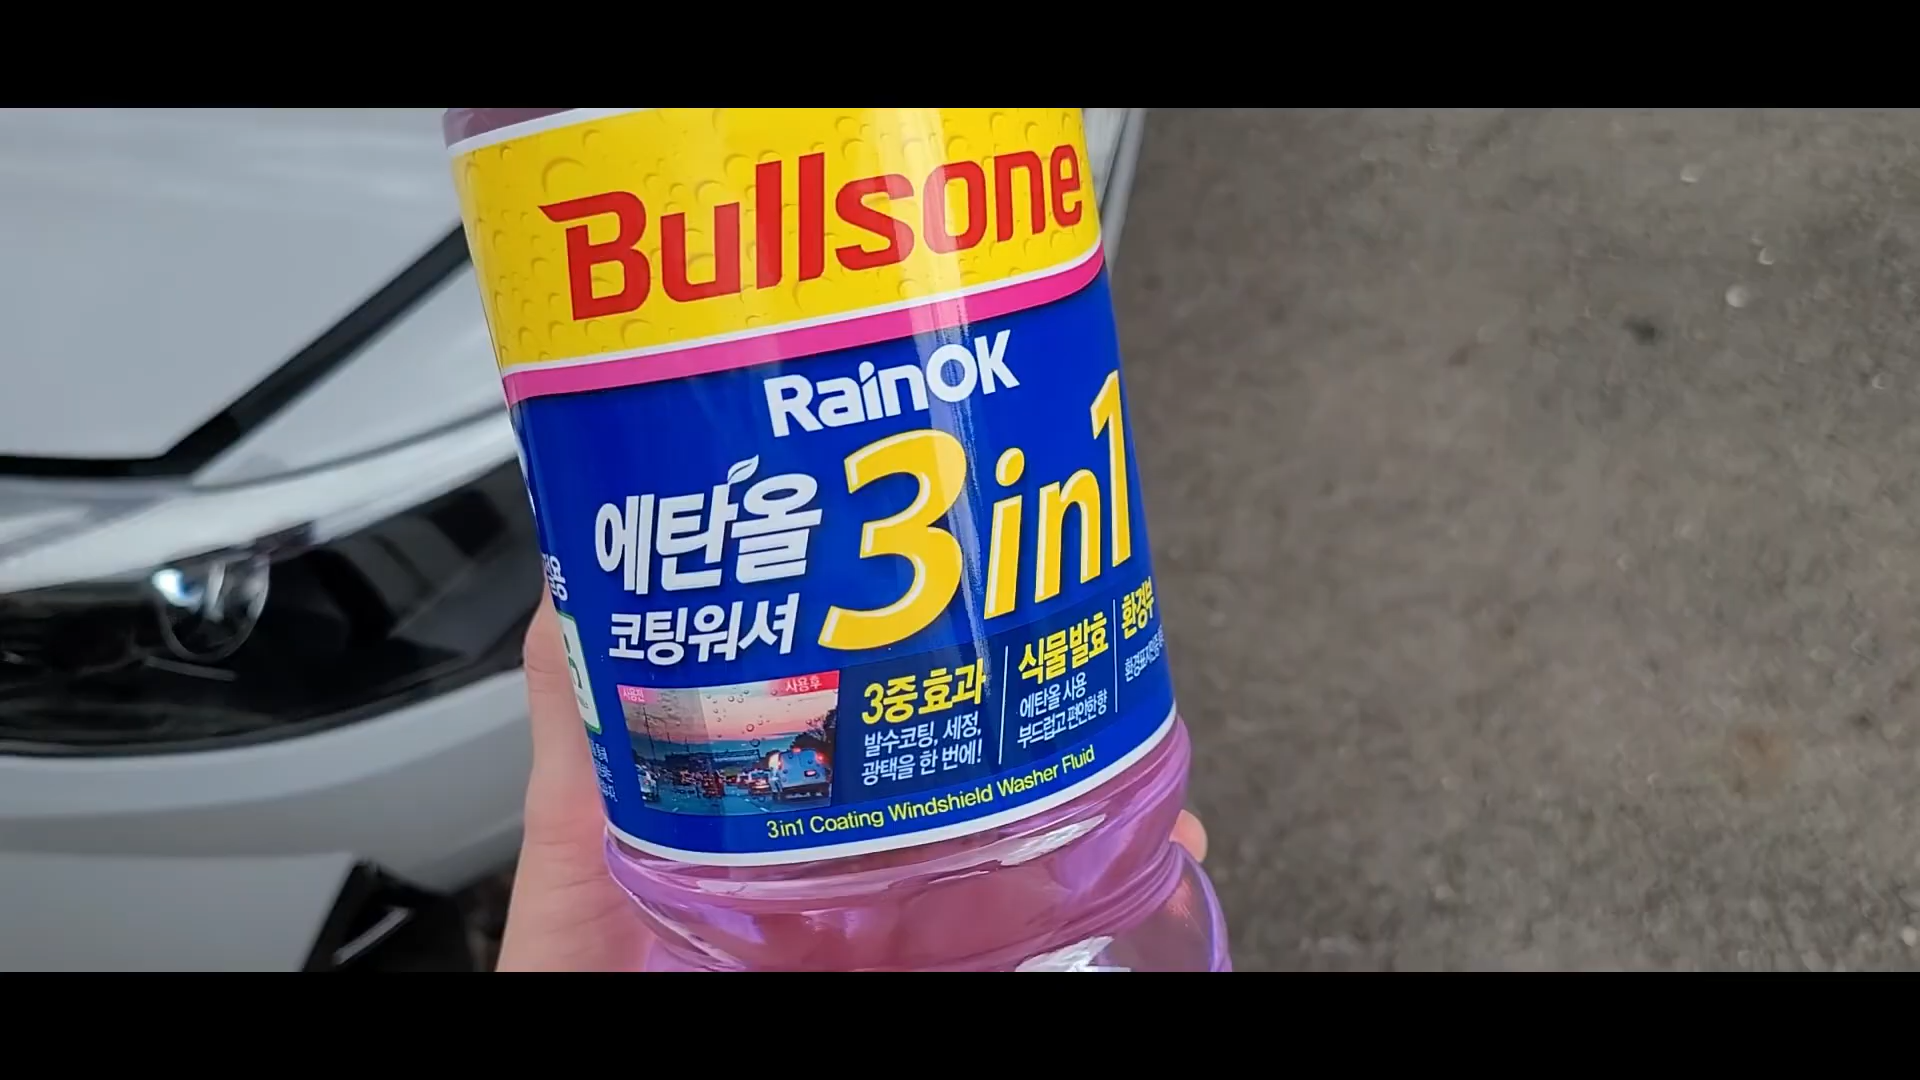 Bullsone
RainOK
에탄올
코팅워셔
3in1
사용전
사용후
3중 효과
발수코팅, 세정,
광택을 한 번에!
식물발효
에탄올 사용
부드럽고 편안한 향
환경부
3in1 Coating Windshield Washer Fluid